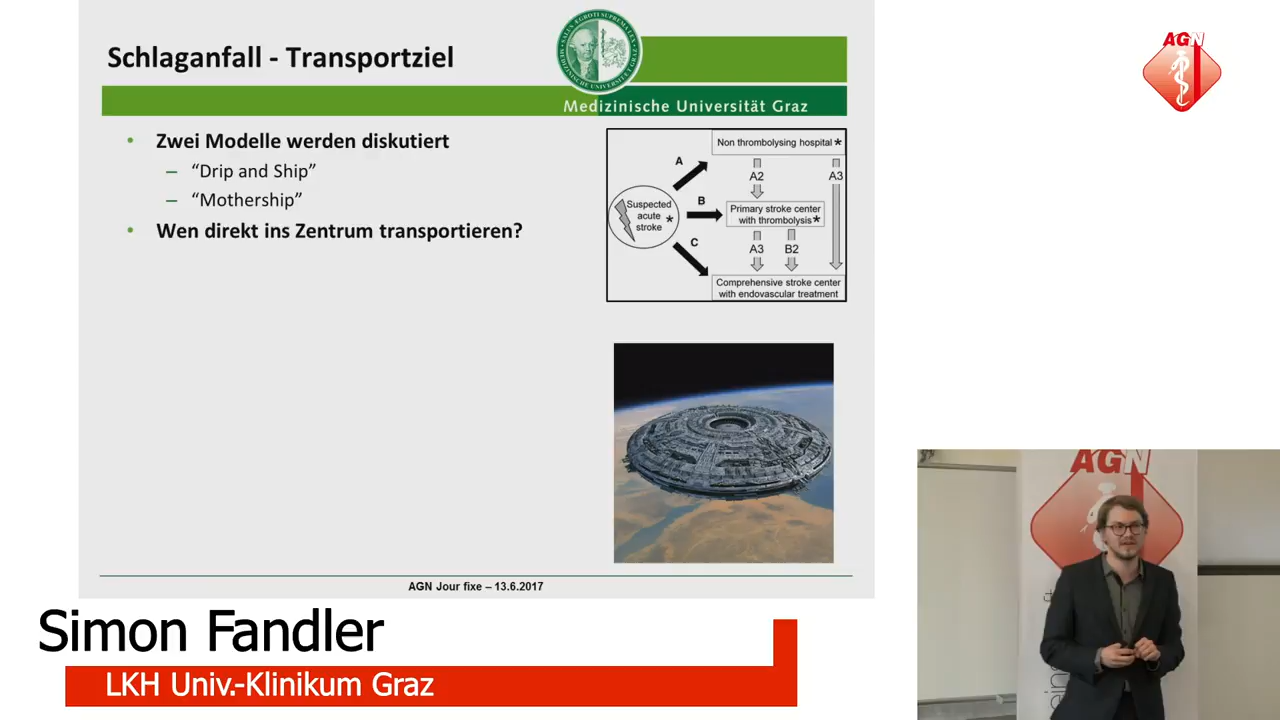 Schlaganfall - Transportziel
Medizinische Universität Graz
AGN
• Zwei Modelle werden diskutiert
– “Drip and Ship”
– “Mothership”
• Wen direkt ins Zentrum transportieren?
Non thrombolysing hospital *
A
A2
A3
Suspected
acute *
stroke
B
Primary stroke center
with thrombolysis *
C
A3
B2
Comprehensive stroke center
with endovascular treatment
AGN Jour fixe – 13.6.2017
AGN
Simon Fandler
LKH Univ.-Klinikum Graz